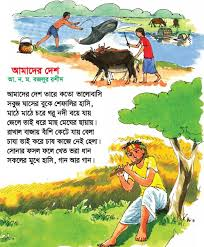 আমাদের দেশ
আ. ন. ম. বজলুর রশীদ
আমাদের দেশ তারে কতো ভালোবাসি
সবুজ ঘাসের বুকে শেফালির হাসি,
মাঠে মাঠে চরে গরু নদী বয়ে যায়
জেলে ভাই ধরে মাছ মেঘের ছায়ায়।
রাখাল বাজায় বাঁশি কেটে যায় বেলা
চাষা ভাই করে চাষ কাজে নেই হেলা।
সোনার ফসল ফলে খেত ভরা ধান
সকলের মুখে হাসি, গান আর গান।